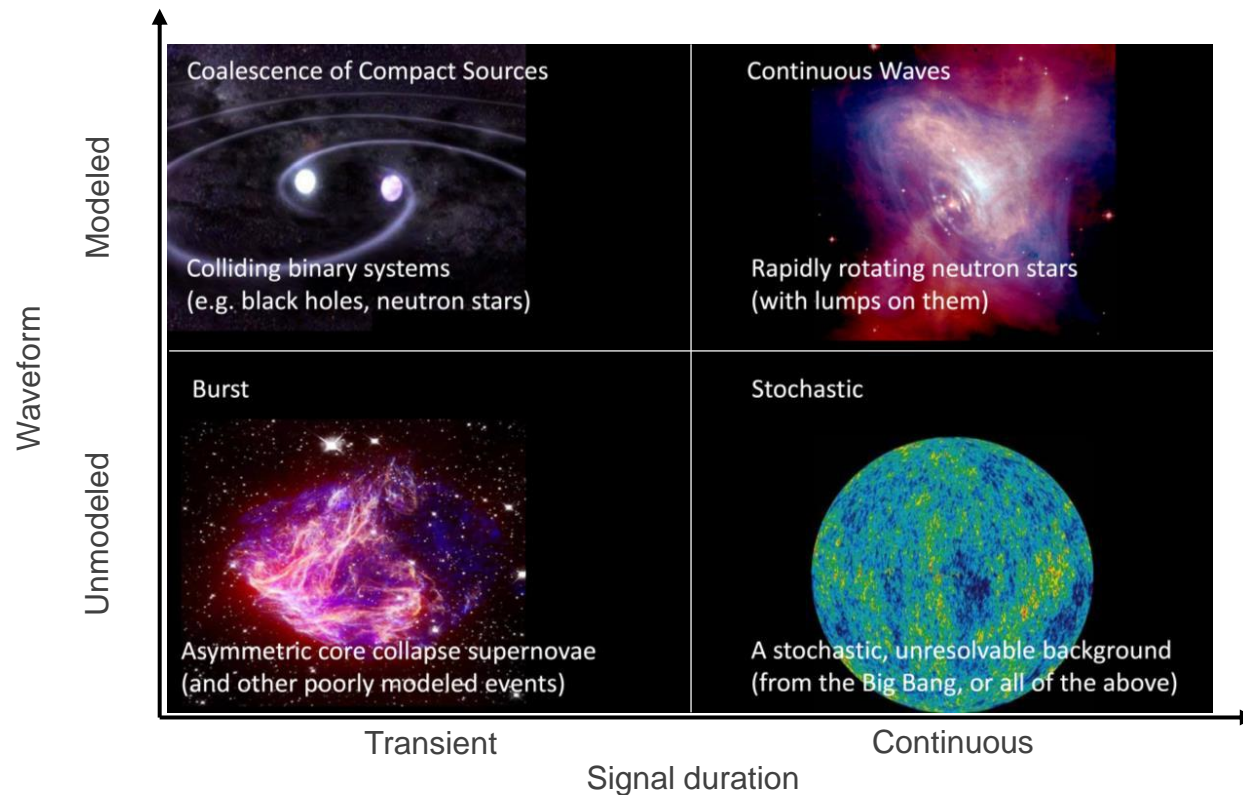 Waveform
Modeled
Coalescence of Compact Sources
Colliding binary systems
(e.g. black holes, neutron stars)
Continuous Waves
Rapidly rotating neutron stars
(with lumps on them)
Unmodeled
Burst
Asymmetric core collapse supernovae
(and other poorly modeled events)
Stochastic
A stochastic, unresolvable background
(from the Big Bang, or all of the above)
Transient
Continuous
Signal duration